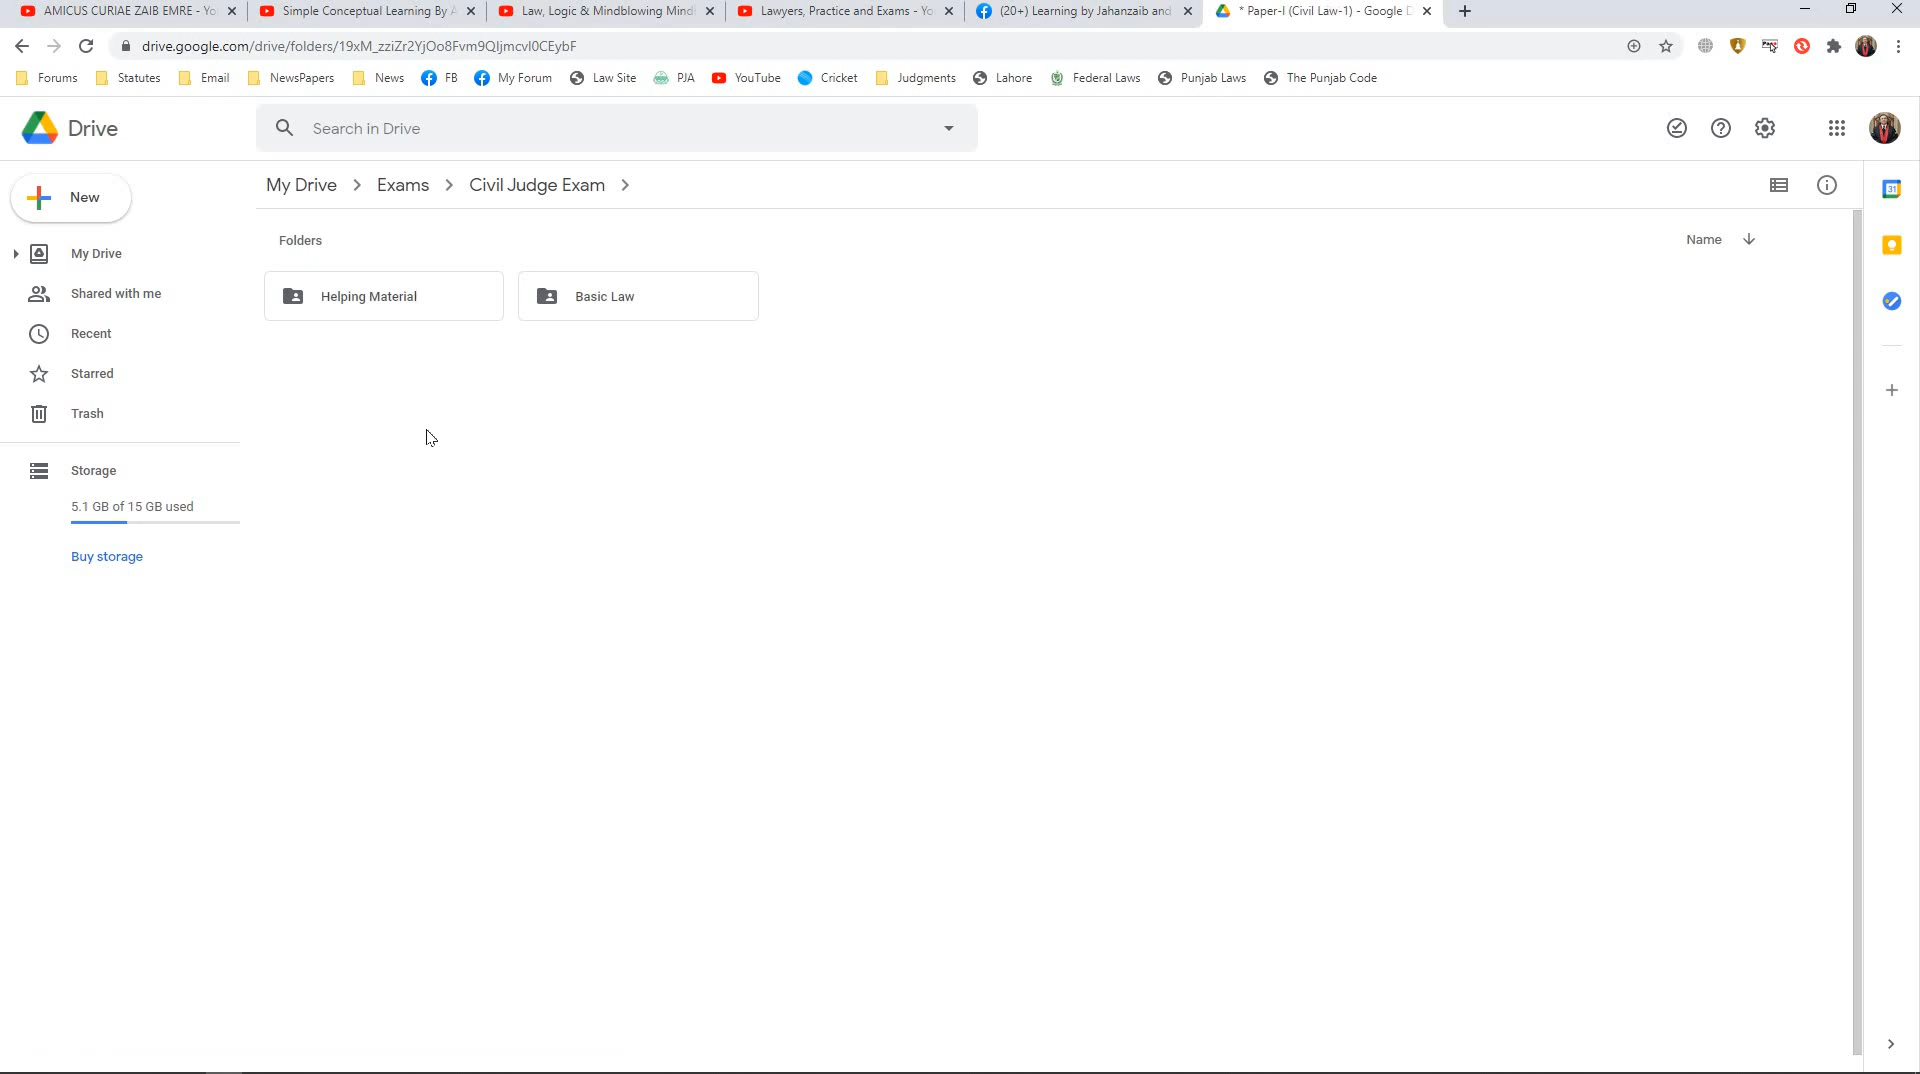 AMICUS CURIAE ZAIB EMRE - Yo
Simple Conceptual Learning By A
Law, Logic & Mindblowing Mind
Lawyers, Practice and Exams - Yo
(20+) Learning by Jahanzaib and
* Paper-I (Civil Law-1) - Google D
drive.google.com/drive/folders/19xM_zziZr2YjOo8Fvm9QIjmcvI0CEybF
Forums
Statutes
Email
NewsPapers
News
FB
My Forum
Law Site
PJA
YouTube
Cricket
Judgments
Lahore
Federal Laws
Punjab Laws
The Punjab Code
Drive
Search in Drive
New
My Drive
Exams
Civil Judge Exam
31
Folders
Name
My Drive
Helping Material
Basic Law
Shared with me
Recent
Starred
Trash
Storage
5.1 GB of 15 GB used
Buy storage